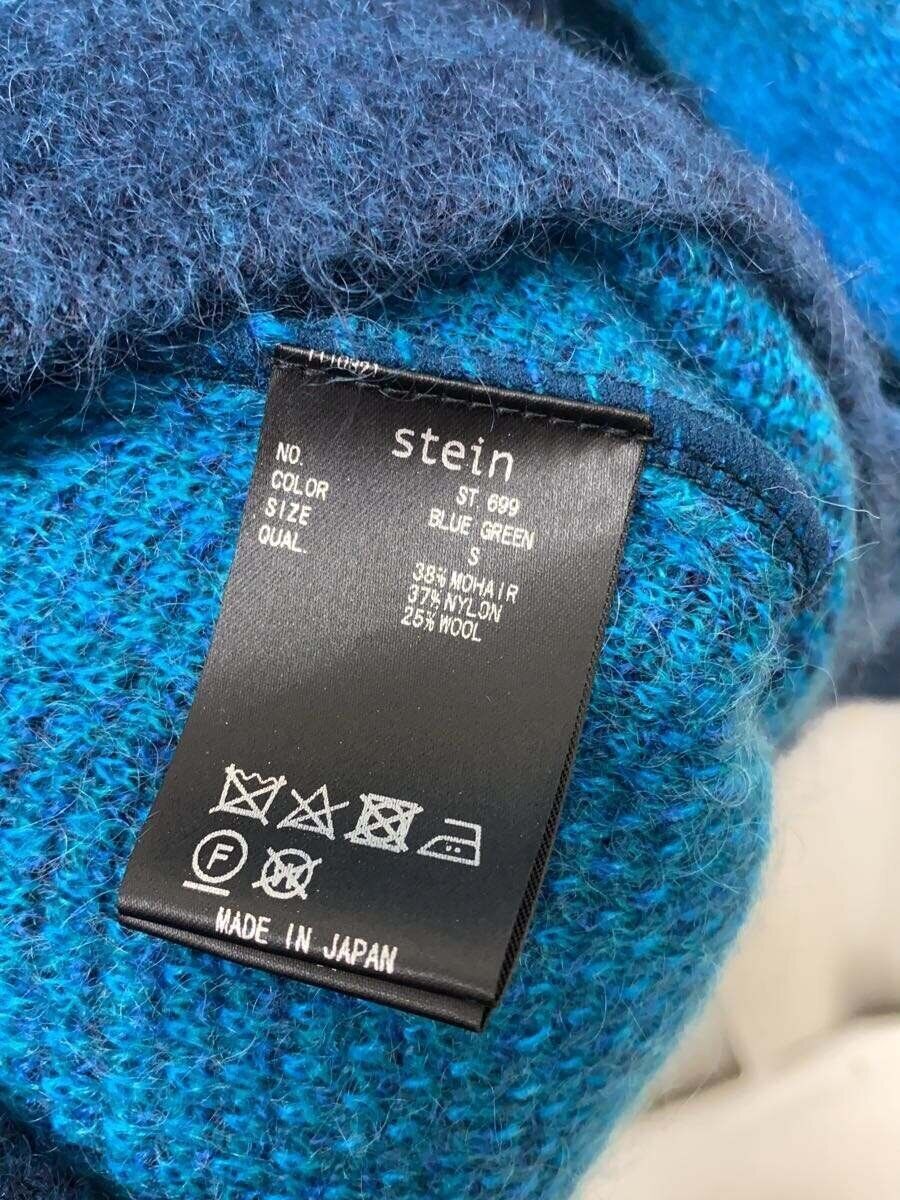 stein
NO. ST 699
COLOR BLUE GREEN
SIZE S
QUAL. 38%MOHAIR
37%NYLON
25%WOOL
F
W
MADE IN JAPAN